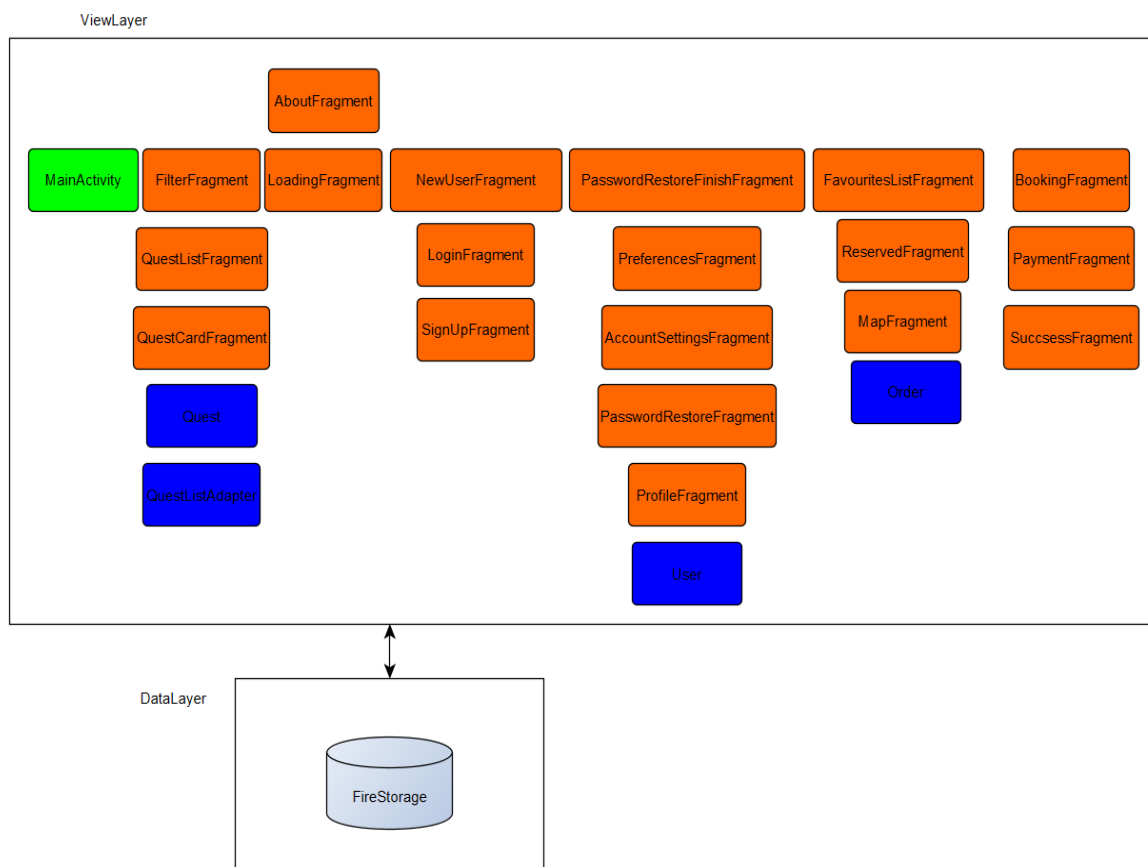 ViewLayer
AboutFragment
MainActivity
FilterFragment
LoadingFragment
NewUserFragment
PasswordRestoreFinishFragment
FavouritesListFragment
BookingFragment
QuestListFragment
LoginFragment
PreferencesFragment
ReservedFragment
PaymentFragment
QuestCardFragment
SignUpFragment
AccountSettingsFragment
MapFragment
SuccsessFragment
Quest
PasswordRestoreFragment
Order
QuestListAdapter
ProfileFragment
User
DataLayer
FireStorage